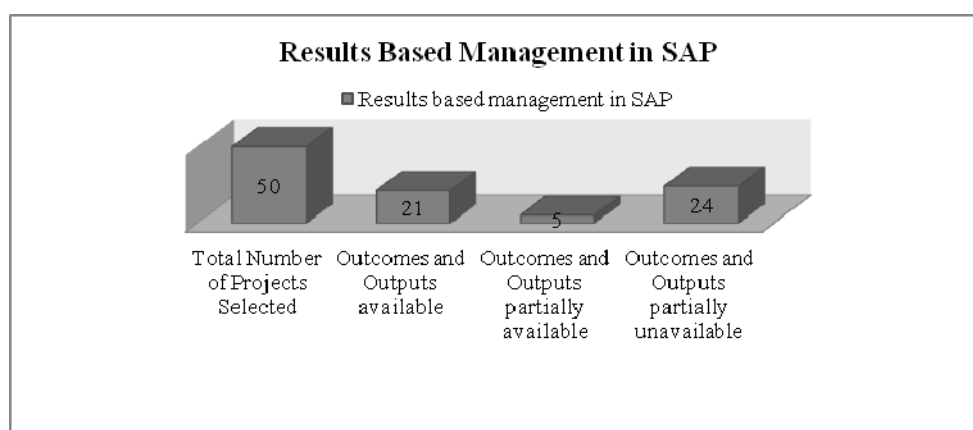 Results Based Management in SAP
Results based management in SAP
50
21
5
24
Total Number
of Projects
Selected
Outcomes and
Outputs
available
Outcomes and
Outputs
partially
available
Outcomes and
Outputs
partially
unavailable